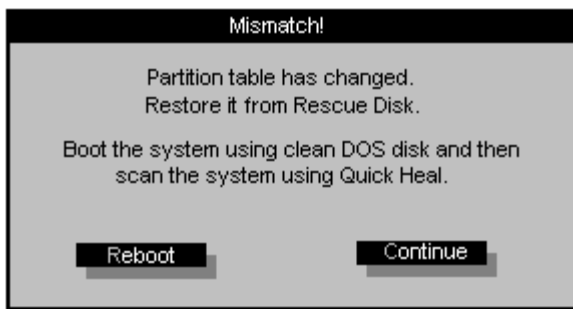 Mismatch!
Partition table has changed.
Restore it from Rescue Disk.
Boot the system using clean DOS disk and then
scan the system using Quick Heal.
Reboot
Continue